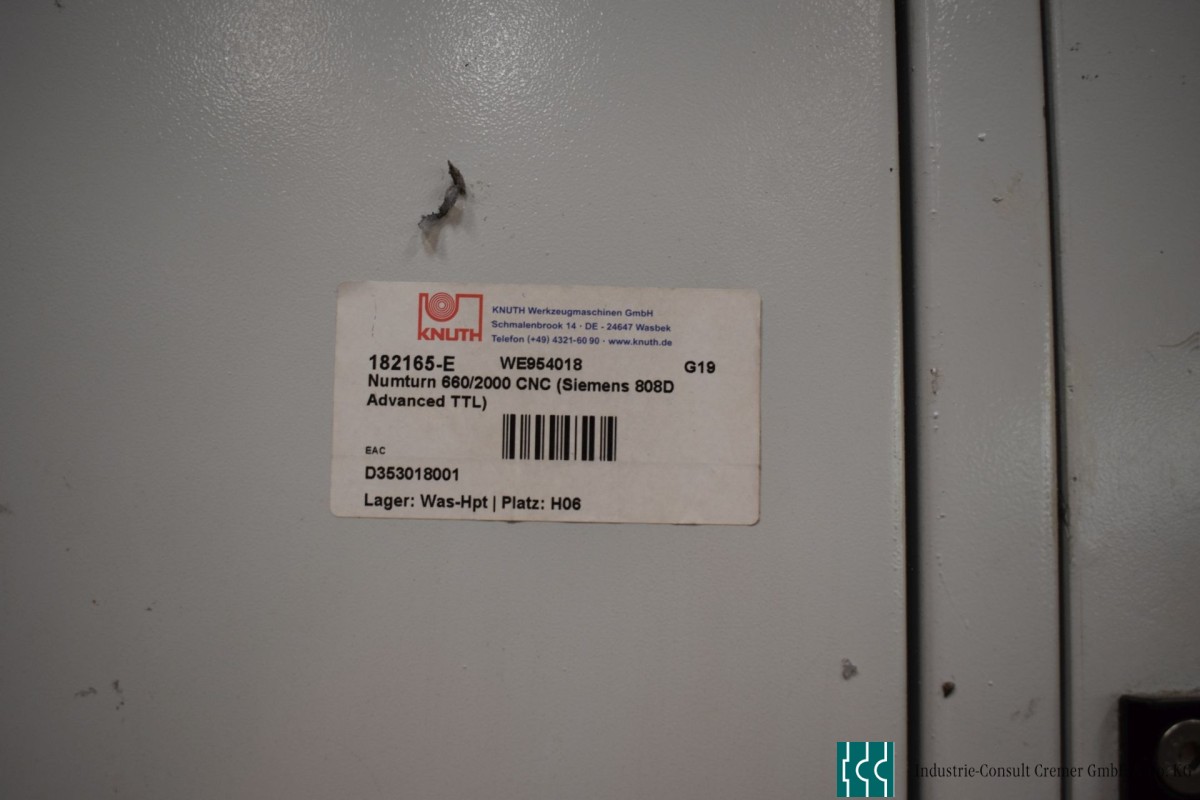 KNUTH
KNUTH Werkzeugmaschinen GmbH
Schmalenbrook 14 · DE - 24647 Wasbek
Telefon (+49) 4321-60 90 · www.knuth.de
182165-E WE954018 G19
Numturn 660/2000 CNC (Siemens 808D
Advanced TTL)
EAC
D353018001
Lager: Was-Hpt | Platz: H06
ICC Industrie-Consult Cremer GmbH